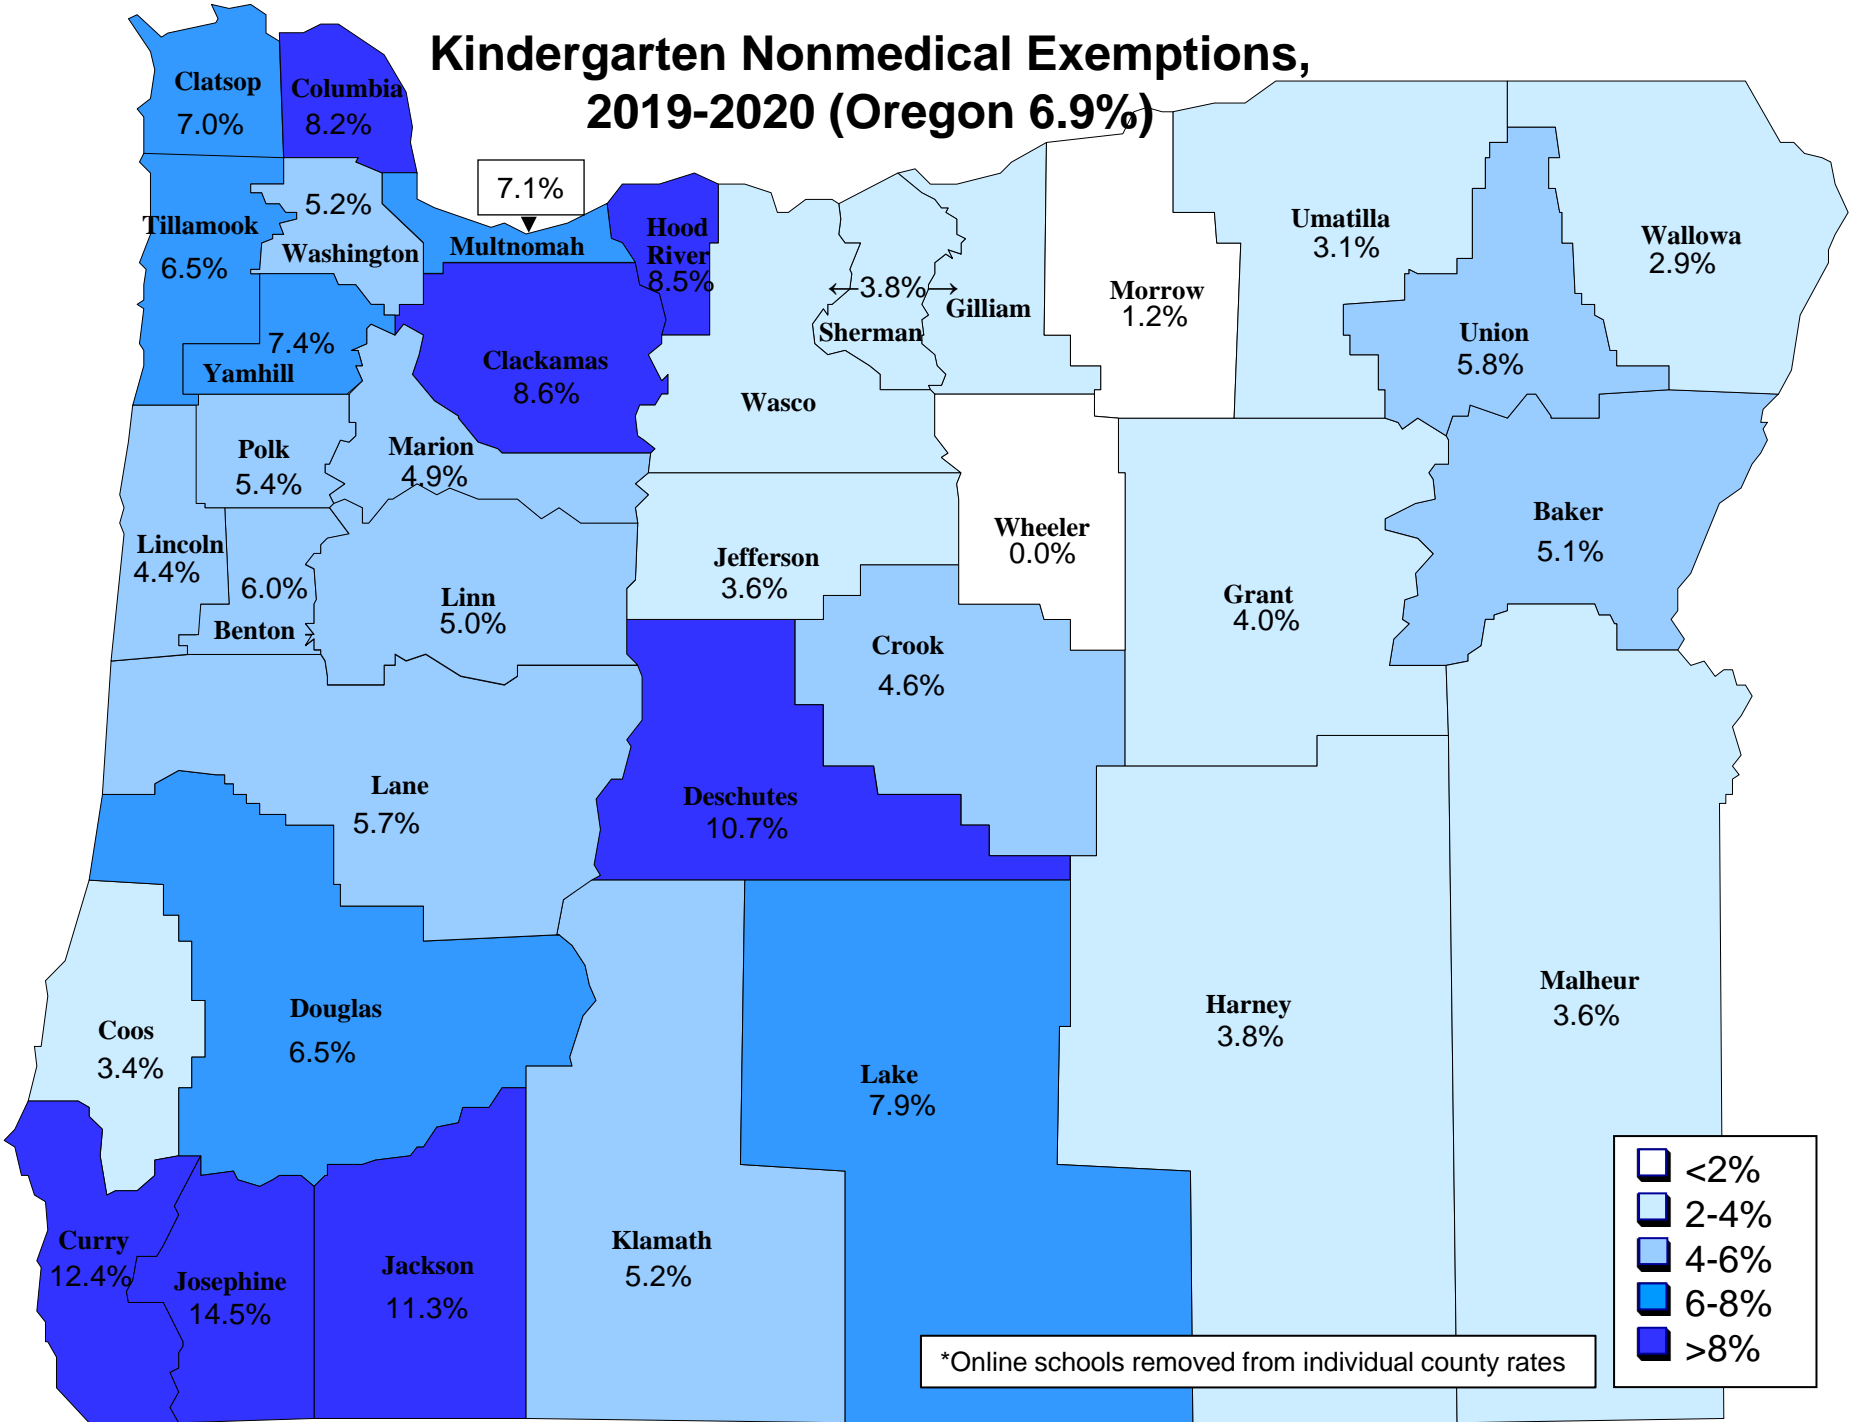 Kindergarten Nonmedical Exemptions,
2019-2020 (Oregon 6.9%)
Clatsop
7.0%
Columbia
8.2%
7.1%
Tillamook
6.5%
5.2%
Washington
Multnomah
Hood
River
8.5%
3.8%
Sherman
Gilliam
Morrow
1.2%
Umatilla
3.1%
Wallowa
2.9%
7.4%
Yamhill
Clackamas
8.6%
Wasco
Union
5.8%
Polk
5.4%
Marion
4.9%
Lincoln
4.4%
6.0%
Benton
Linn
5.0%
Jefferson
3.6%
Wheeler
0.0%
Grant
4.0%
Baker
5.1%
Crook
4.6%
Lane
5.7%
Deschutes
10.7%
Coos
3.4%
Douglas
6.5%
Lake
7.9%
Harney
3.8%
Malheur
3.6%
Curry
12.4%
Josephine
14.5%
Jackson
11.3%
Klamath
5.2%
<2%
2-4%
4-6%
6-8%
>8%
*Online schools removed from individual county rates